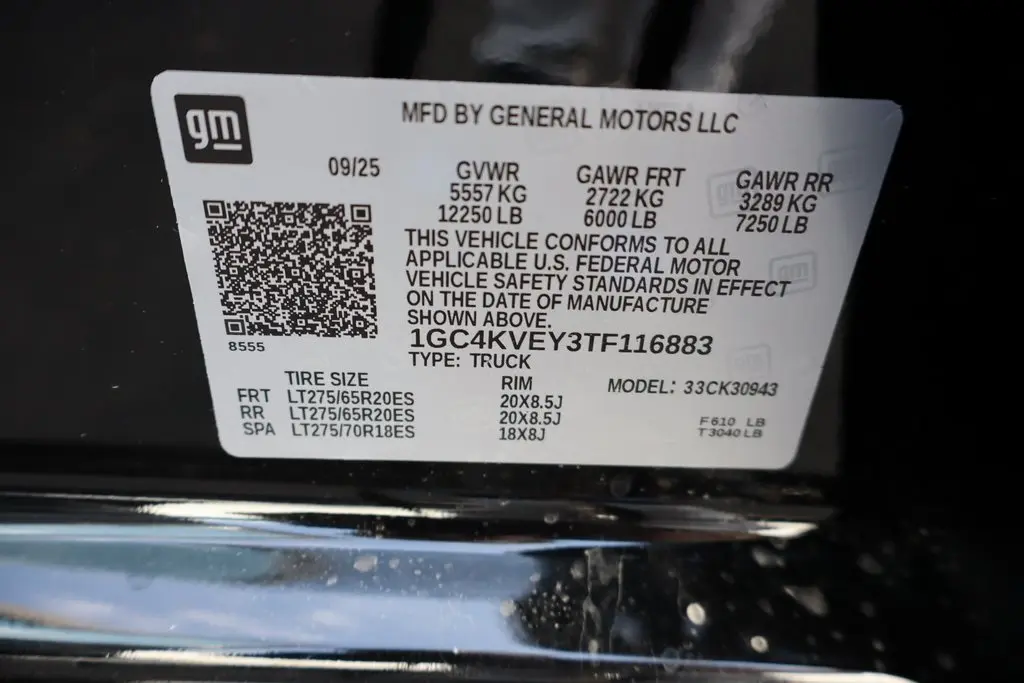 gm
MFD BY GENERAL MOTORS LLC
09/25
GVWR GAWR FRT GAWR RR
5557 KG 2722 KG 3289 KG
12250 LB 6000 LB 7250 LB
THIS VEHICLE CONFORMS TO ALL
APPLICABLE U.S. FEDERAL MOTOR
VEHICLE SAFETY STANDARDS IN EFFECT
ON THE DATE OF MANUFACTURE
SHOWN ABOVE.
8555
1GC4KVEY3TF116883
TYPE: TRUCK
TIRE SIZE RIM MODEL: 33CK30943
FRT LT275/65R20ES 20X8.5J
RR LT275/65R20ES 20X8.5J
SPA LT275/70R18ES 18X8J
F 610 LB
T 3040 LB